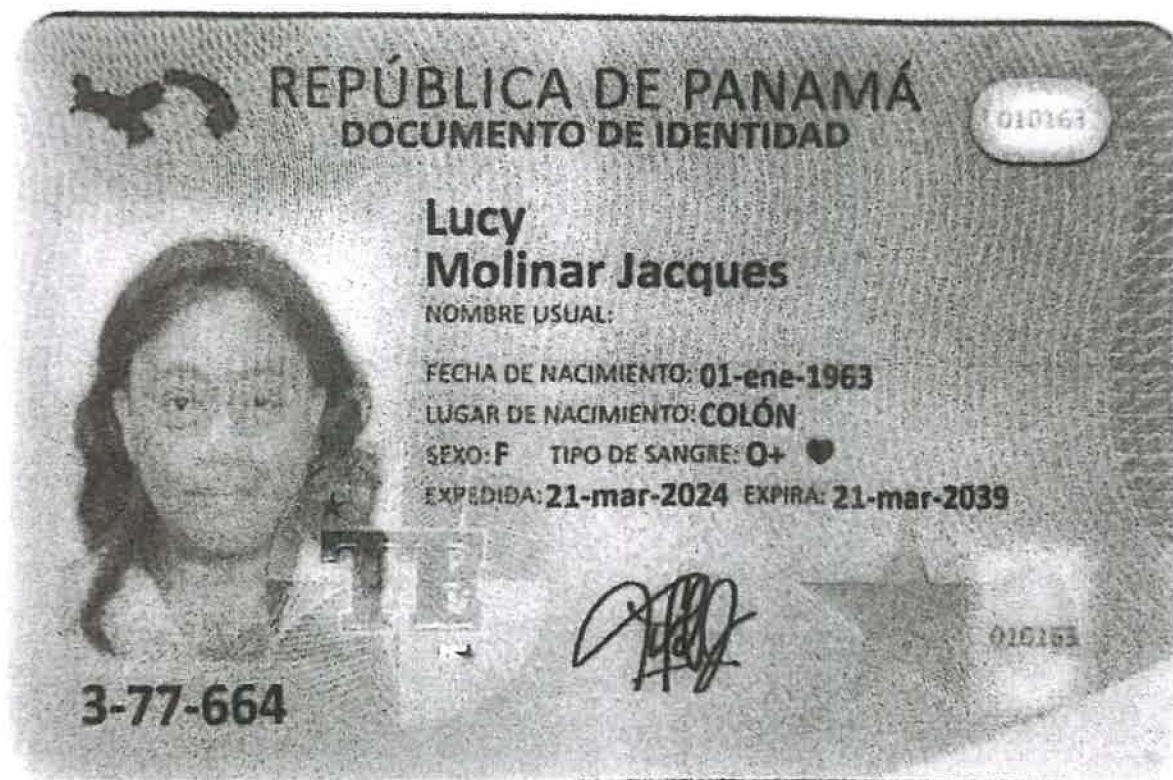 REPÚBLICA DE PANAMÁ
DOCUMENTO DE IDENTIDAD
010163
Lucy
Molinar Jacques
NOMBRE USUAL:
FECHA DE NACIMIENTO: 01-ene-1963
LUGAR DE NACIMIENTO: COLÓN
SEXO: F TIPO DE SANGRE: O+
EXPEDIDA: 21-mar-2024 EXPIRA: 21-mar-2039
010163
3-77-664